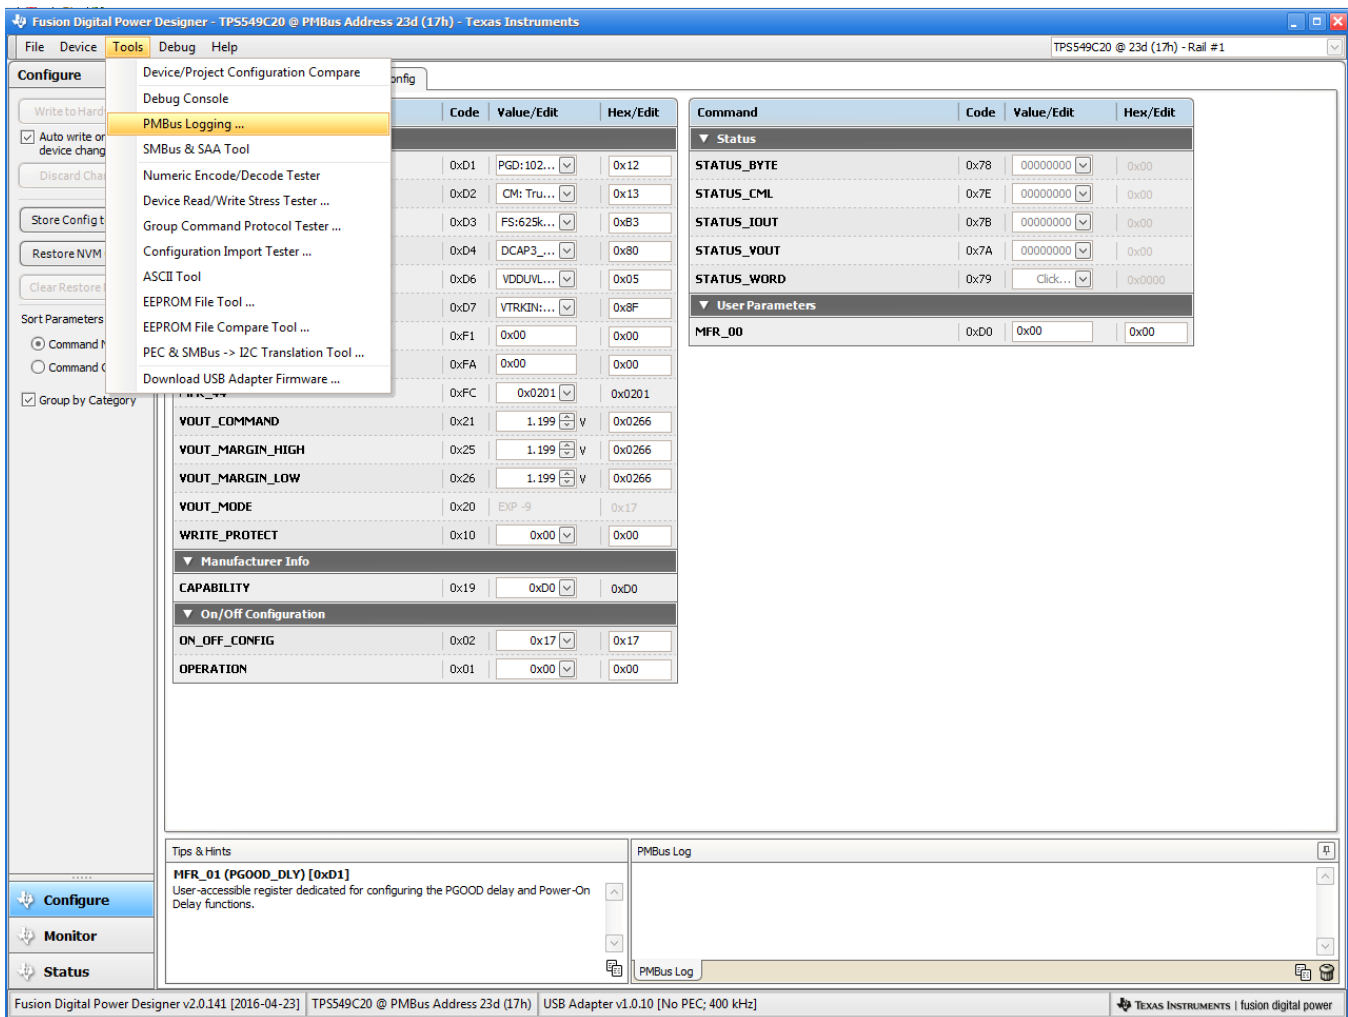 Fusion Digital Power Designer - TPS549C20 @ PMBus Address 23d (17h) - Texas Instruments
File Device Tools Debug Help
TPS549C20 @ 23d (17h) - Rail #1
Configure
Write to Hard
Auto write or
device chang
Discard Cha
Store Config t
Restore NVM
Clear Restore
Sort Parameters
Command
Command
Group by Category
Device/Project Configuration Compare
Debug Console
PMBus Logging ...
SMBus & SAA Tool
Numeric Encode/Decode Tester
Device Read/Write Stress Tester ...
Group Command Protocol Tester ...
Configuration Import Tester ...
ASCII Tool
EEPROM File Tool ...
EEPROM File Compare Tool ...
PEC & SMBus -> I2C Translation Tool ...
Download USB Adapter Firmware ...
onfig
Code Value/Edit Hex/Edit
0xD1 PGD:102... 0x12
0xD2 CM: Tru... 0x13
0xD3 FS:625k... 0xB3
0xD4 DCAP3_... 0x80
0xD6 VDDUVL... 0x05
0xD7 VTRKIN:... 0x8F
0xF1 0x00 0x00
0xFA 0x00 0x00
MFR_44 0xFC 0x0201 0x0201
VOUT_COMMAND 0x21 1.199 V 0x0266
VOUT_MARGIN_HIGH 0x25 1.199 V 0x0266
VOUT_MARGIN_LOW 0x26 1.199 V 0x0266
VOUT_MODE 0x20 EXP -9 0x17
WRITE_PROTECT 0x10 0x00 0x00
Manufacturer Info
CAPABILITY 0x19 0xD0 0xD0
On/Off Configuration
ON_OFF_CONFIG 0x02 0x17 0x17
OPERATION 0x01 0x00 0x00
Command Code Value/Edit Hex/Edit
Status
STATUS_BYTE 0x78 00000000 0x00
STATUS_CML 0x7E 00000000 0x00
STATUS_IOUT 0x7B 00000000 0x00
STATUS_VOUT 0x7A 00000000 0x00
STATUS_WORD 0x79 Click... 0x0000
User Parameters
MFR_00 0xD0 0x00 0x00
Tips & Hints
MFR_01 (PGOOD_DLY) [0xD1]
User-accessible register dedicated for configuring the PGOOD delay and Power-On
Delay functions.
PMBus Log
PMBus Log
Configure
Monitor
Status
Fusion Digital Power Designer v2.0.141 [2016-04-23] TPS549C20 @ PMBus Address 23d (17h) USB Adapter v1.0.10 [No PEC; 400 kHz]
TEXAS INSTRUMENTS | fusion digital power